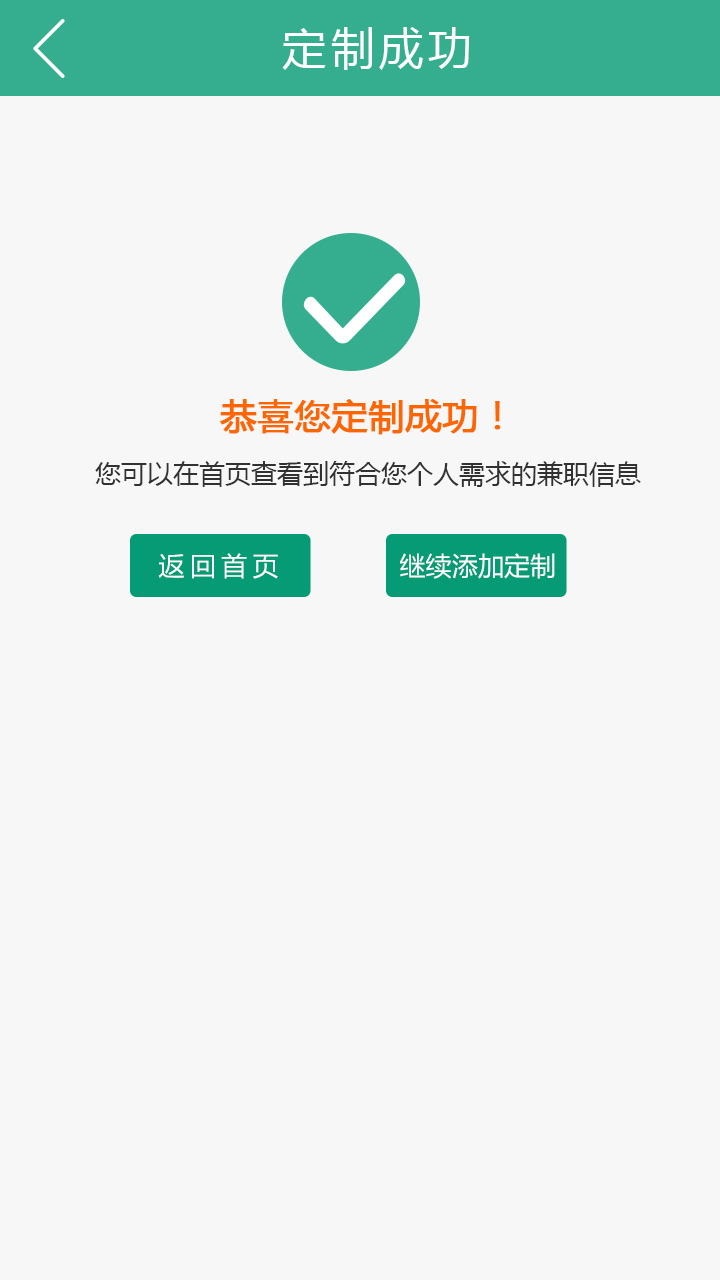 定制成功
恭喜您定制成功！
您可以在首页查看到符合您个人需求的兼职信息
返回首页
继续添加定制